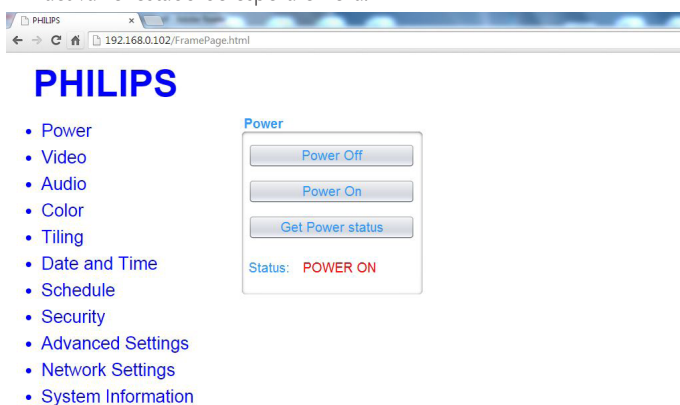 PHILIPS
192.168.0.102/FramePage.html
PHILIPS
Power
Video
Audio
Color
Tiling
Date and Time
Schedule
Security
Advanced Settings
Network Settings
System Information
Power
Power Off
Power On
Get Power status
Status: POWER ON